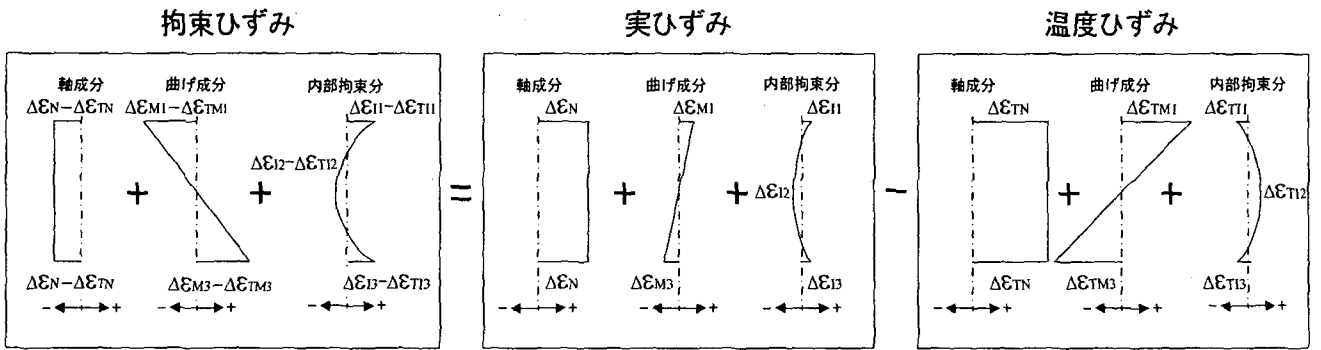 拘束ひずみ
実ひずみ
温度ひずみ
軸成分
曲げ成分
内部拘束分
ΔεN−ΔεTN
ΔεM1−ΔεTM1
ΔεI1−ΔεTI1
ΔεI2−ΔεTI2
+
+
ΔεN−ΔεTN
ΔεM3−ΔεTM3
ΔεI3−ΔεTI3
− +
− +
− +
=
軸成分
曲げ成分
内部拘束分
ΔεN
ΔεM1
ΔεI1
+
+
ΔεI2
ΔεN
ΔεM3
ΔεI3
− +
− +
− +
−
軸成分
曲げ成分
内部拘束分
ΔεTN
ΔεTM1
ΔεTI1
+
+
ΔεTI2
ΔεTN
ΔεTM3
ΔεTI3
− +
− +
− +